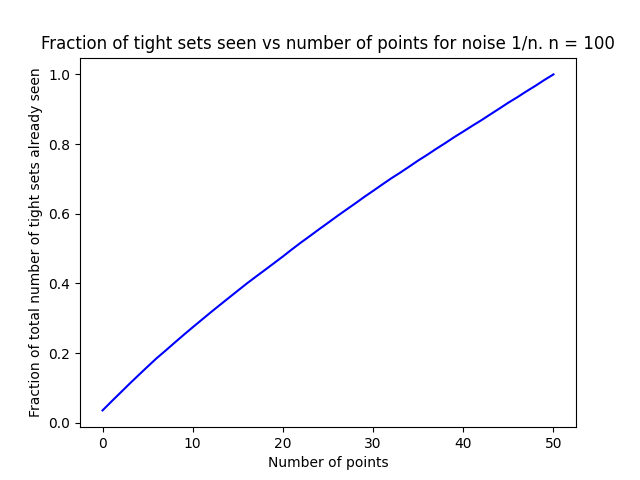 Fraction of tight sets seen vs number of points for noise 1/n. n = 100
Fraction of total number of tight sets already seen
1.0
0.8
0.6
0.4
0.2
0.0
0 10 20 30 40 50
Number of points